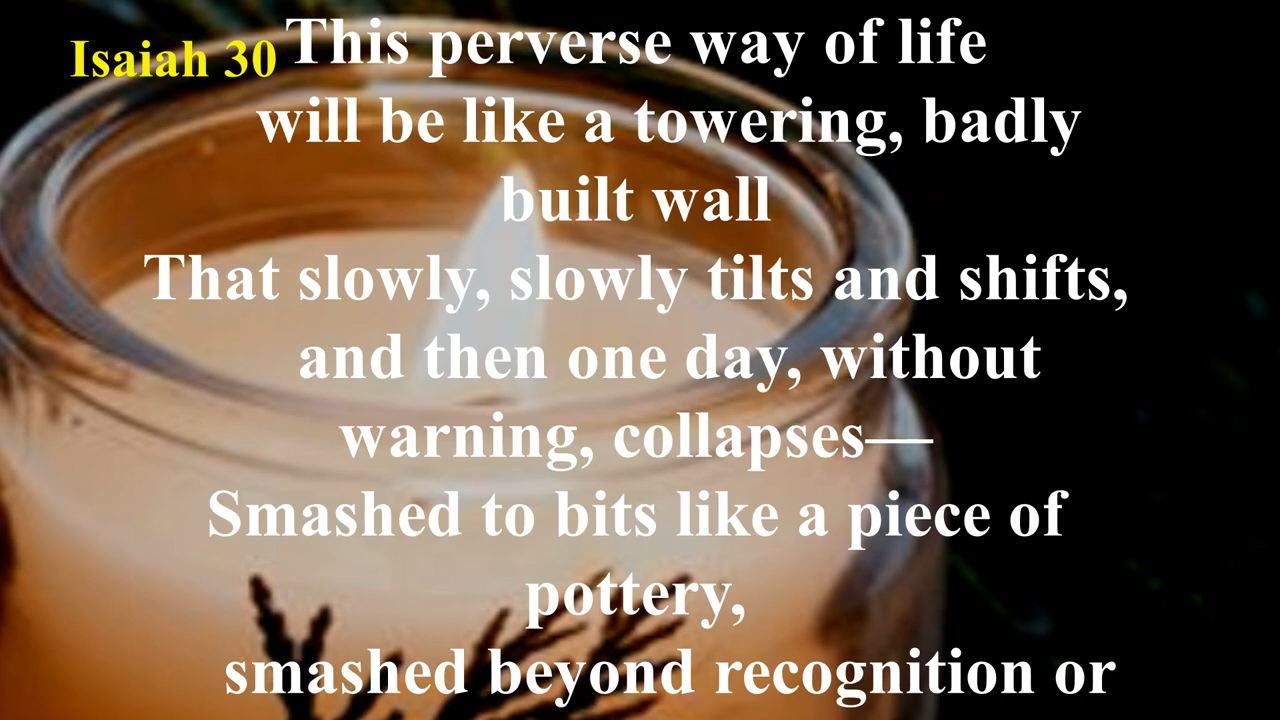 Isaiah 30
This perverse way of life
will be like a towering, badly
built wall
That slowly, slowly tilts and shifts,
and then one day, without
warning, collapses—
Smashed to bits like a piece of
pottery,
smashed beyond recognition or